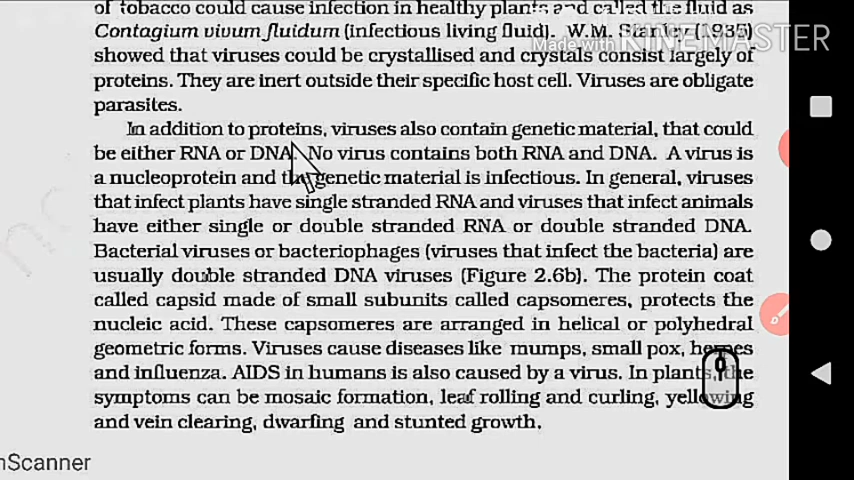 of tobacco could cause infection in healthy plants and called the fluid as
Contagium vivum fluidum (infectious living fluid). W.M. Stanley (1935)
Made with KINEMASTER
showed that viruses could be crystallised and crystals consist largely of
proteins. They are inert outside their specific host cell. Viruses are obligate
parasites.
In addition to proteins, viruses also contain genetic material, that could
be either RNA or DNA. No virus contains both RNA and DNA. A virus is
a nucleoprotein and the genetic material is infectious. In general, viruses
that infect plants have single stranded RNA and viruses that infect animals
have either single or double stranded RNA or double stranded DNA.
Bacterial viruses or bacteriophages (viruses that infect the bacteria) are
usually double stranded DNA viruses (Figure 2.6b). The protein coat
called capsid made of small subunits called capsomeres, protects the
nucleic acid. These capsomeres are arranged in helical or polyhedral
geometric forms. Viruses cause diseases like mumps, small pox, herpes
and influenza. AIDS in humans is also caused by a virus. In plants, the
symptoms can be mosaic formation, leaf rolling and curling, yellowing
and vein clearing, dwarfing and stunted growth.
nScanner